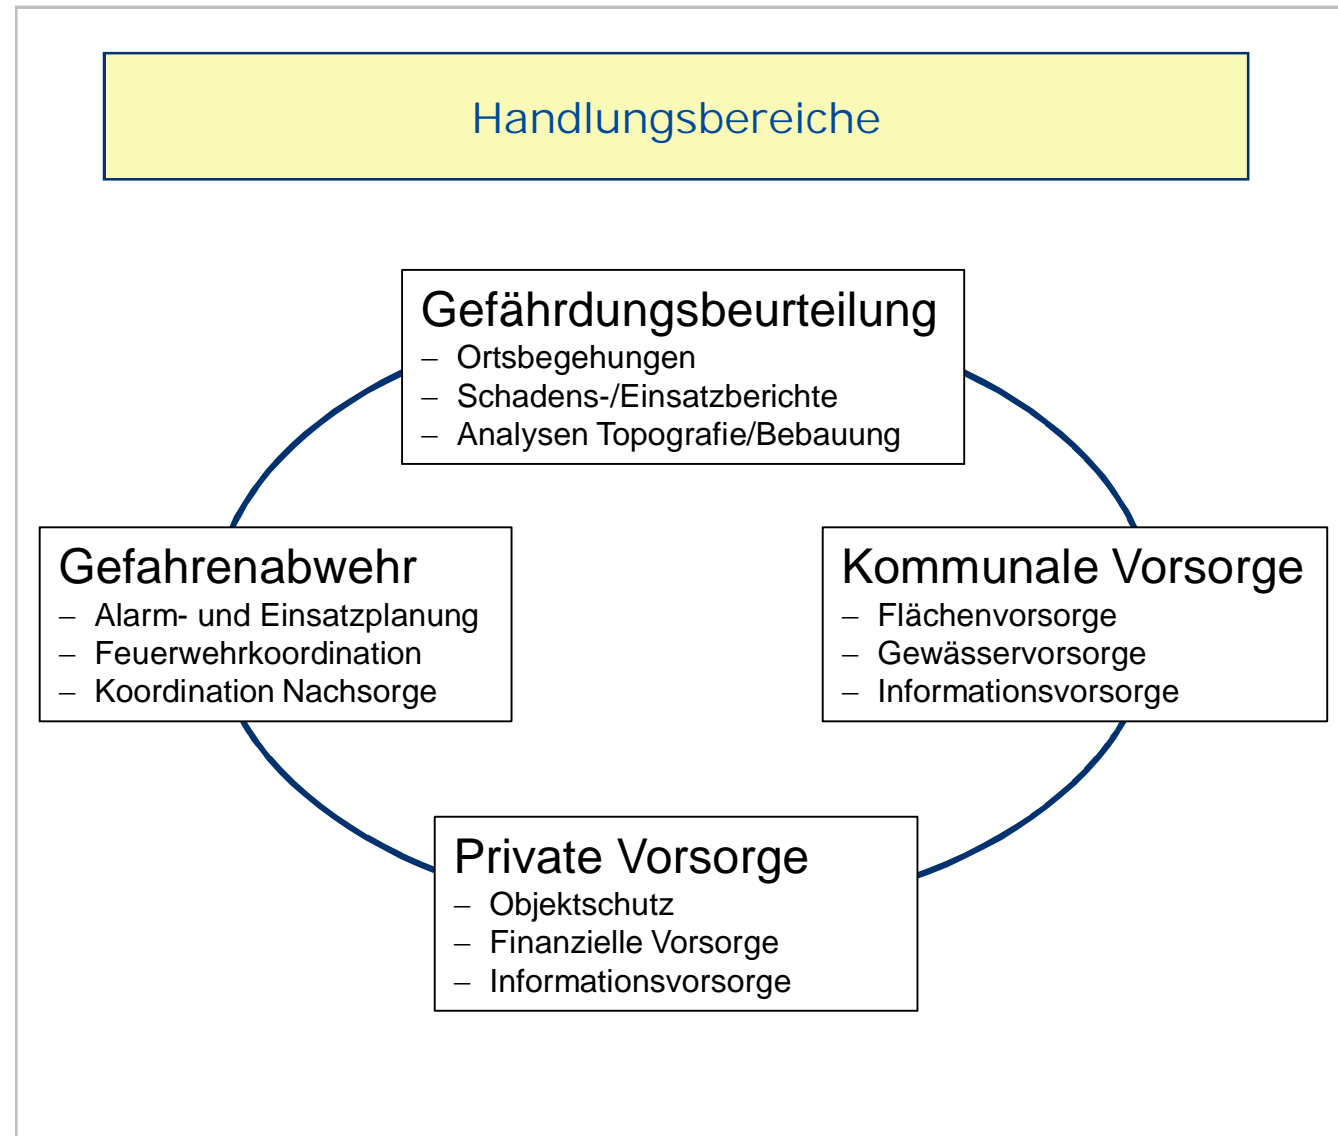 Handlungsbereiche
Gefährdungsbeurteilung
– Ortsbegehungen
– Schadens-/Einsatzberichte
– Analysen Topografie/Bebauung
Gefahrenabwehr
– Alarm- und Einsatzplanung
– Feuerwehrkoordination
– Koordination Nachsorge
Kommunale Vorsorge
– Flächenvorsorge
– Gewässervorsorge
– Informationsvorsorge
Private Vorsorge
– Objektschutz
– Finanzielle Vorsorge
– Informationsvorsorge